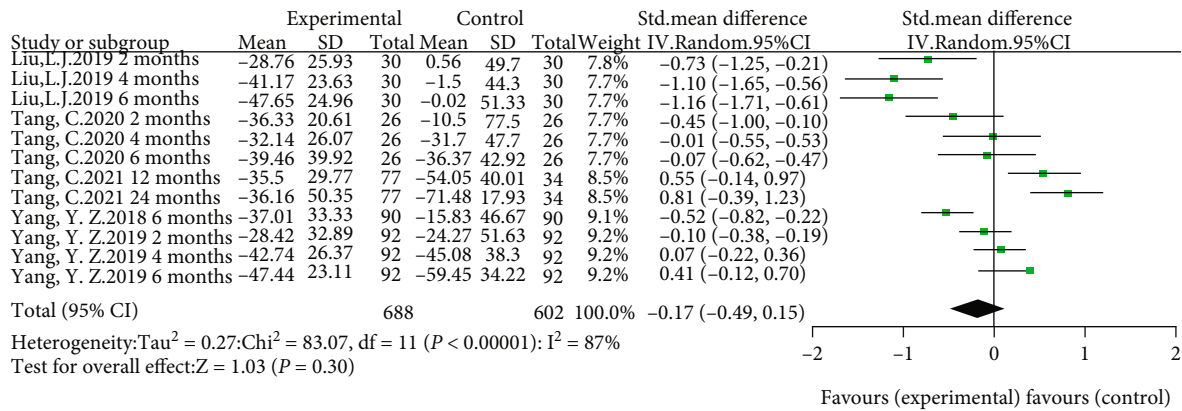 Experimental Control Std.mean difference Std.mean difference
Study or subgroup Mean SD Total Mean SD Total Weight IV.Random.95%CI IV.Random.95%CI
Liu,L.J.2019 2 months −28.76 25.93 30 0.56 49.7 30 7.8% −0.73 (−1.25, −0.21)
Liu,L.J.2019 4 months −41.17 23.63 30 −1.5 44.3 30 7.7% −1.10 (−1.65, −0.56)
Liu,L.J.2019 6 months −47.65 24.96 30 −0.02 51.33 30 7.7% −1.16 (−1.71, −0.61)
Tang, C.2020 2 months −36.33 20.61 26 −10.5 77.5 26 7.6% −0.45 (−1.00, −0.10)
Tang, C.2020 4 months −32.14 26.07 26 −31.7 47.7 26 7.7% −0.01 (−0.55, −0.53)
Tang, C.2020 6 months −39.46 39.92 26 −36.37 42.92 26 7.7% −0.07 (−0.62, −0.47)
Tang, C.2021 12 months −35.5 29.77 77 −54.05 40.01 34 8.5% 0.55 (−0.14, 0.97)
Tang, C.2021 24 months −36.16 50.35 77 −71.48 17.93 34 8.5% 0.81 (−0.39, 1.23)
Yang, Y. Z.2018 6 months −37.01 33.33 90 −15.83 46.67 90 9.1% −0.52 (−0.82, −0.22)
Yang, Y. Z.2019 2 months −28.42 32.89 92 −24.27 51.63 92 9.2% −0.10 (−0.38, −0.19)
Yang, Y. Z.2019 4 months −42.74 26.37 92 −45.08 38.3 92 9.2% 0.07 (−0.22, 0.36)
Yang, Y. Z.2019 6 months −47.44 23.11 92 −59.45 34.22 92 9.2% 0.41 (−0.12, 0.70)
Total (95% CI) 688 602 100.0% −0.17 (−0.49, 0.15)
Heterogeneity:Tau² = 0.27:Chi² = 83.07, df = 11 (P < 0.00001): I² = 87%
Test for overall effect:Z = 1.03 (P = 0.30)
−2 −1 0 1 2
Favours (experimental) favours (control)